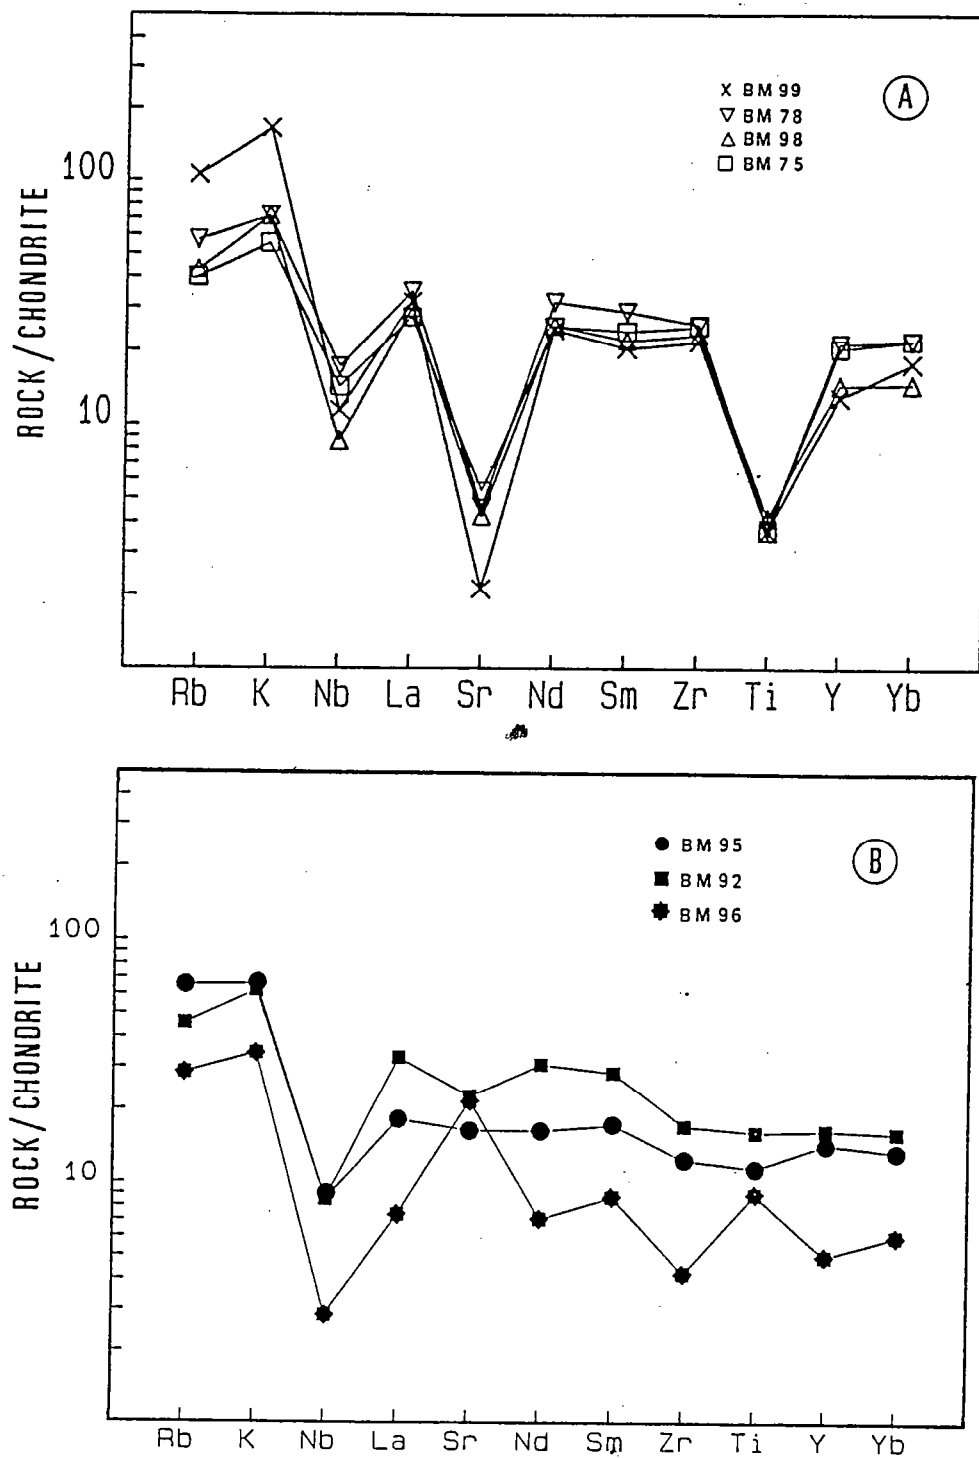 A
× BM 99
▽ BM 78
△ BM 98
□ BM 75
100
10
ROCK/CHONDRITE
Rb K Nb La Sr Nd Sm Zr Ti Y Yb
B
● BM 95
■ BM 92
✸ BM 96
100
10
ROCK/CHONDRITE
Rb K Nb La Sr Nd Sm Zr Ti Y Yb